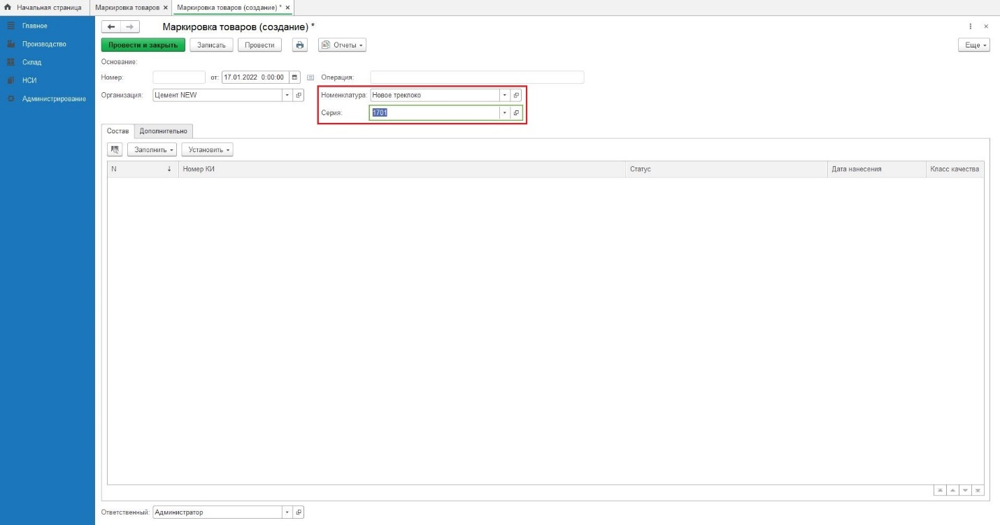 Начальная страница
Маркировка товаров ×
Маркировка товаров (создание) * ×
Главное
Производство
Склад
НСИ
Администрирование
Маркировка товаров (создание) *
Провести и закрыть
Записать
Провести
Отчеты
Еще
Основание:
Номер:
от: 17.01.2022 0:00:00
Операция:
Организация: Цемент NEW
Номенклатура: Новое треклоко
Серия: 1701
Состав
Дополнительно
Заполнить
Установить
N
Номер КИ
Статус
Дата нанесения
Класс качества
Ответственный: Администратор